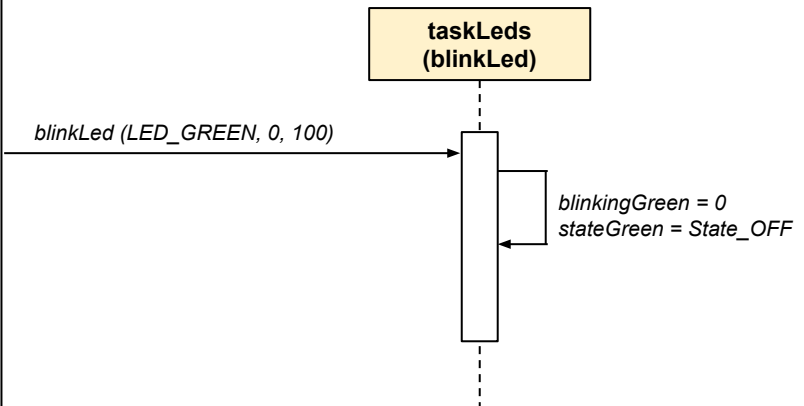 taskLeds
(blinkLed)
blinkLed (LED_GREEN, 0, 100)
blinkingGreen = 0
stateGreen = State_OFF